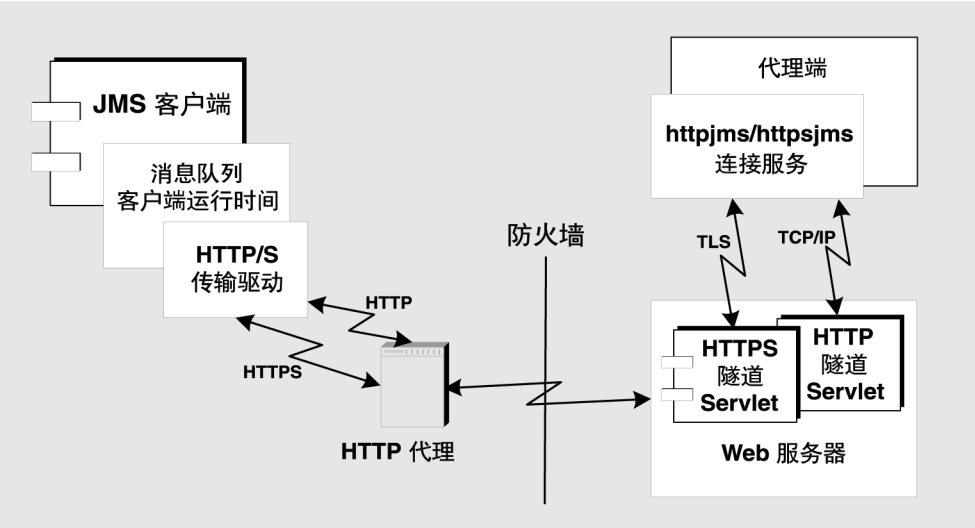 JMS 客户端
消息队列
客户端运行时间
HTTP/S
传输驱动
HTTP
HTTPS
HTTP 代理
防火墙
代理端
httpjms/httpsjms
连接服务
TLS
TCP/IP
HTTPS
隧道
Servlet
HTTP
隧道
Servlet
Web 服务器